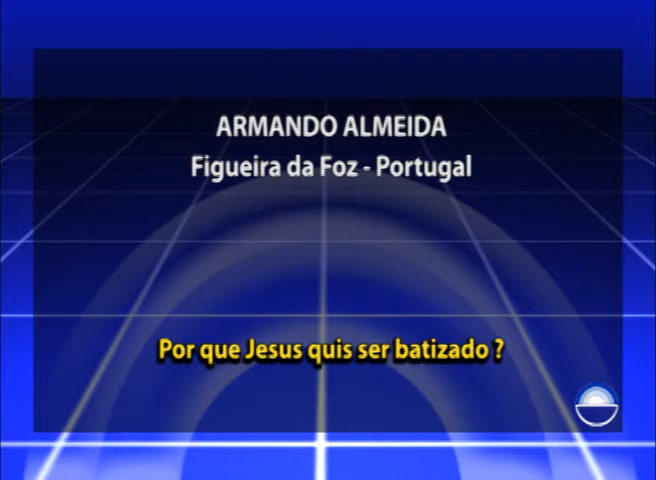 ARMANDO ALMEIDA
Figueira da Foz - Portugal
Por que Jesus quis ser batizado ?